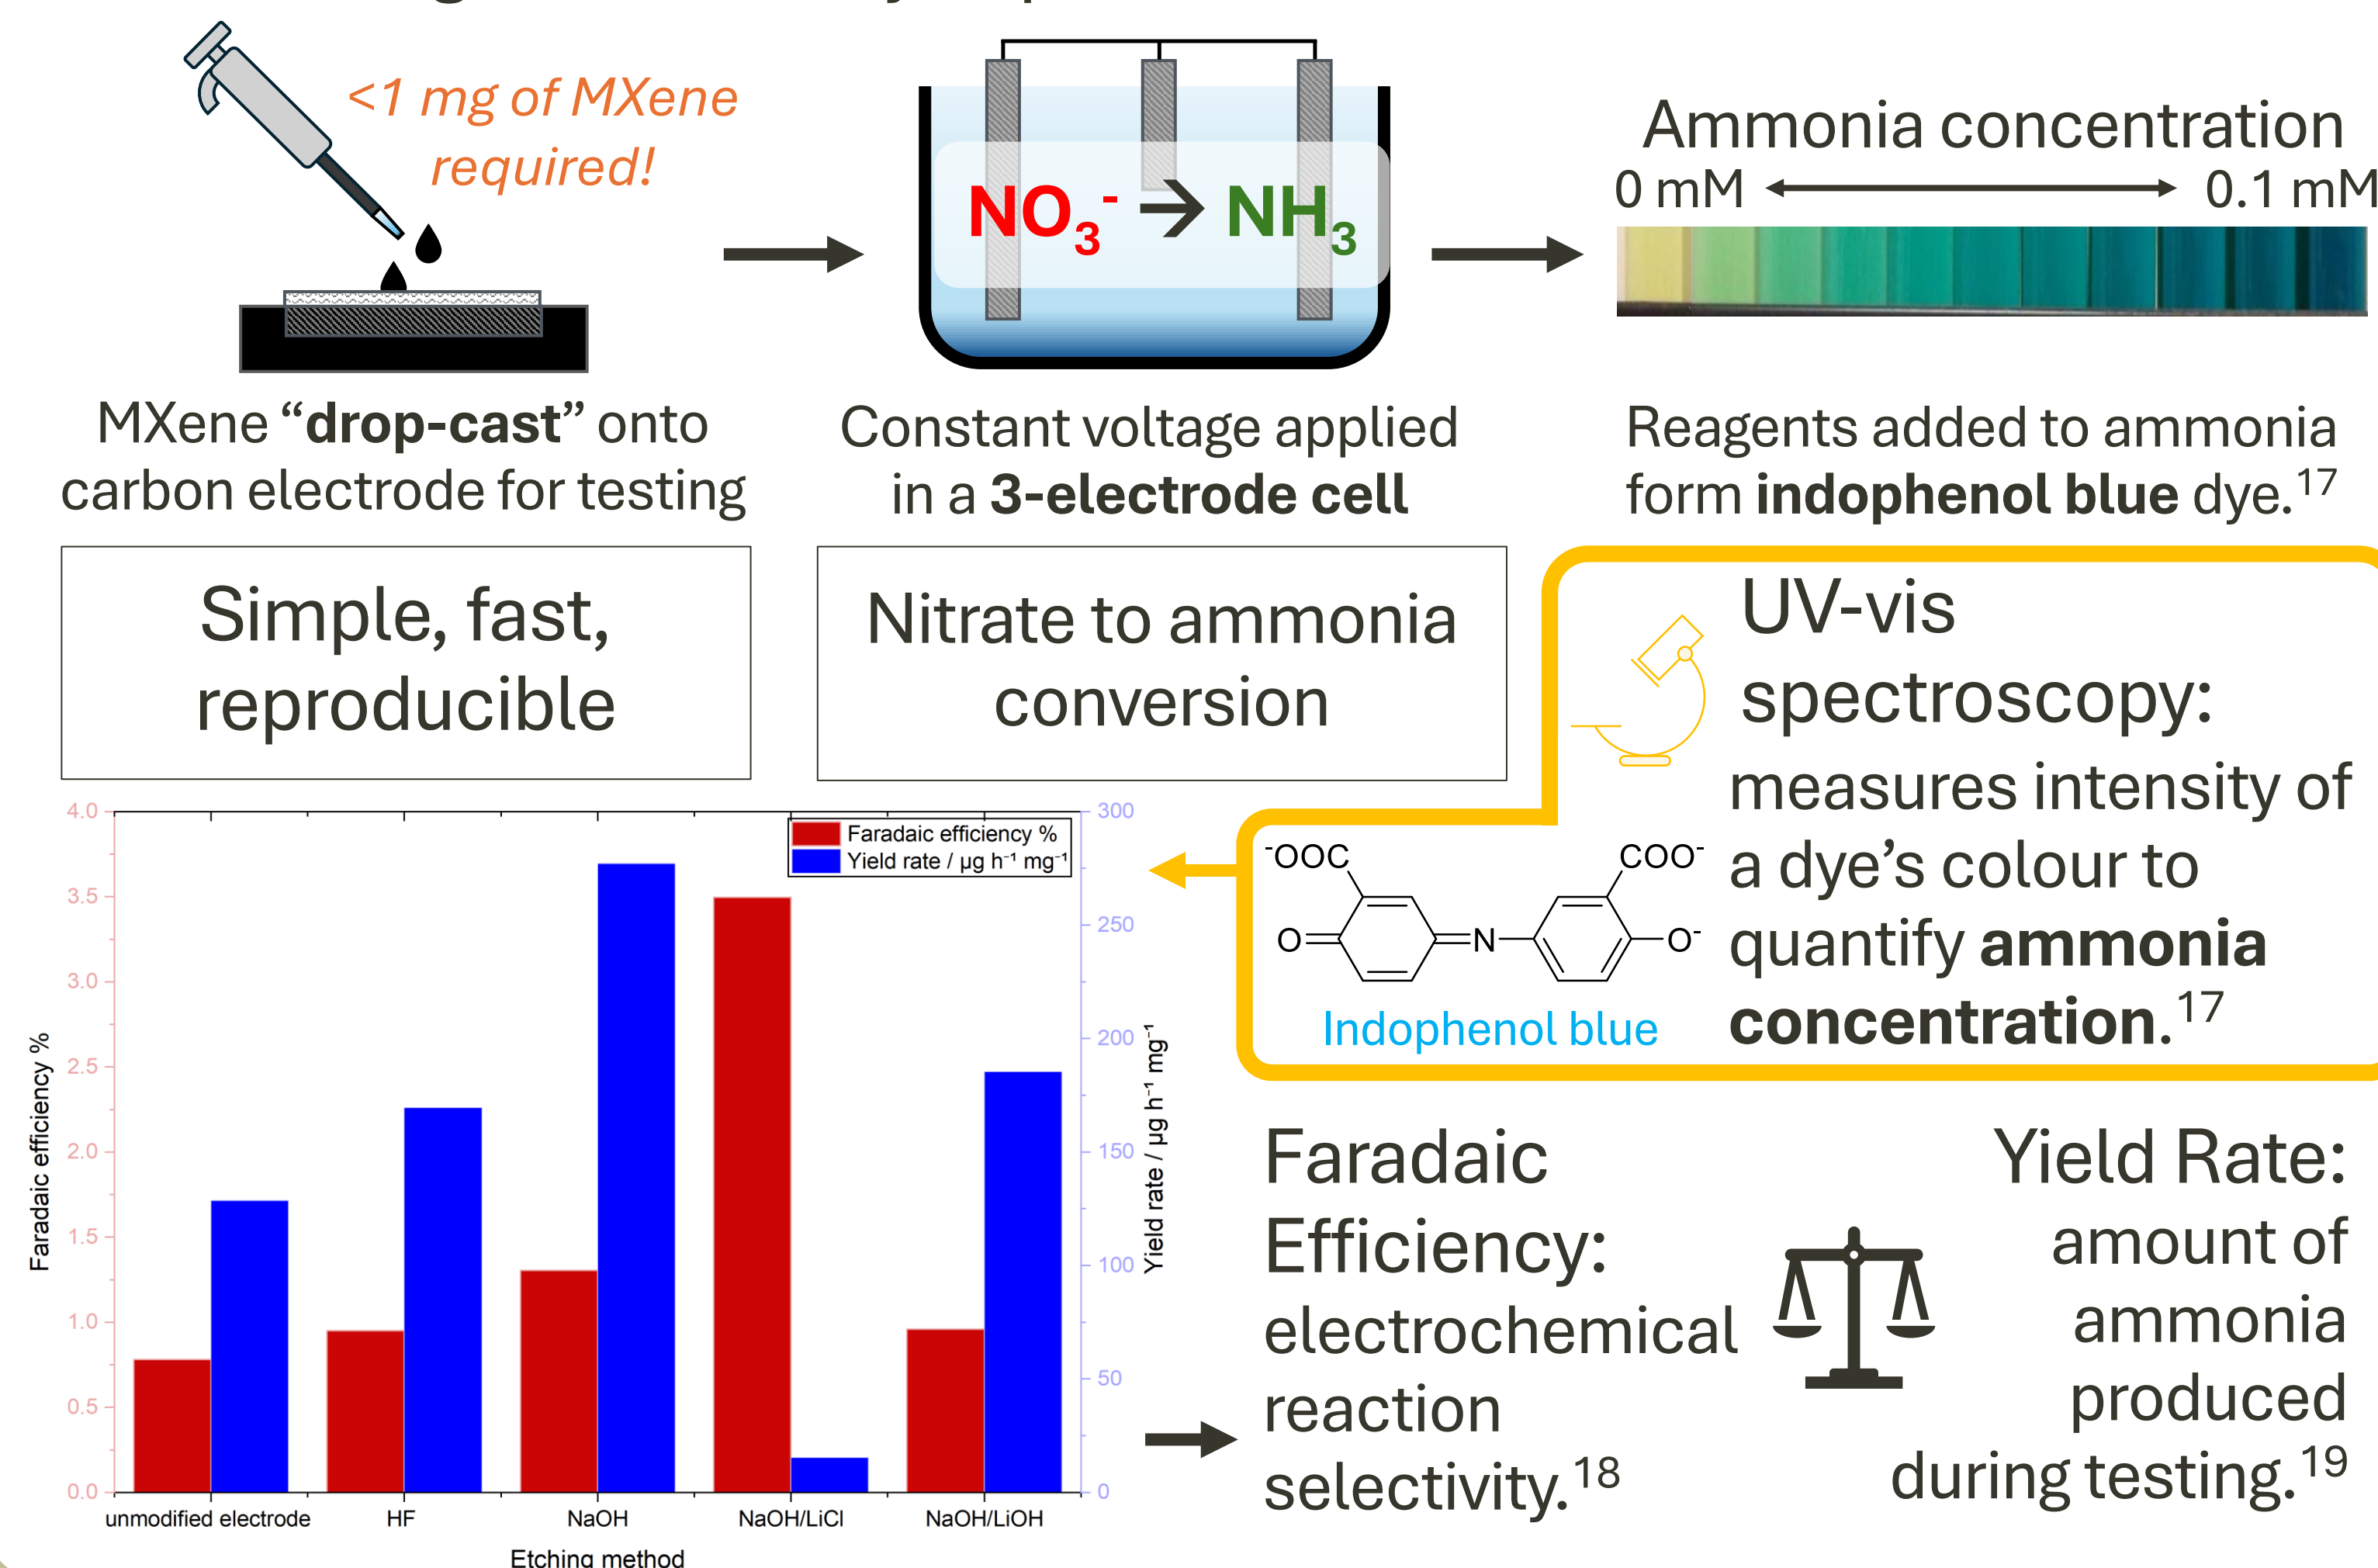 <1 mg of MXene
required!
NO₃⁻ → NH₃
Ammonia concentration
0 mM
0.1 mM
MXene “drop-cast” onto
carbon electrode for testing
Constant voltage applied
in a 3-electrode cell
Reagents added to ammonia
form indophenol blue dye.¹⁷
Simple, fast,
reproducible
Nitrate to ammonia
conversion
UV-vis
spectroscopy:
measures intensity of
a dye’s colour to
quantify ammonia
concentration.¹⁷
⁻OOC
COO⁻
O
N
O⁻
Indophenol blue
Faradaic efficiency %
Yield rate / µg h⁻¹ mg⁻¹
4.0
3.5
3.0
2.5
2.0
1.5
1.0
0.5
0.0
Faradaic efficiency %
300
250
200
150
100
50
0
Yield rate / µg h⁻¹ mg⁻¹
unmodified electrode
HF
NaOH
NaOH/LiCl
NaOH/LiOH
Etching method
Faradaic
Efficiency:
electrochemical
reaction
selectivity.¹⁸
Yield Rate:
amount of
ammonia
produced
during testing.¹⁹